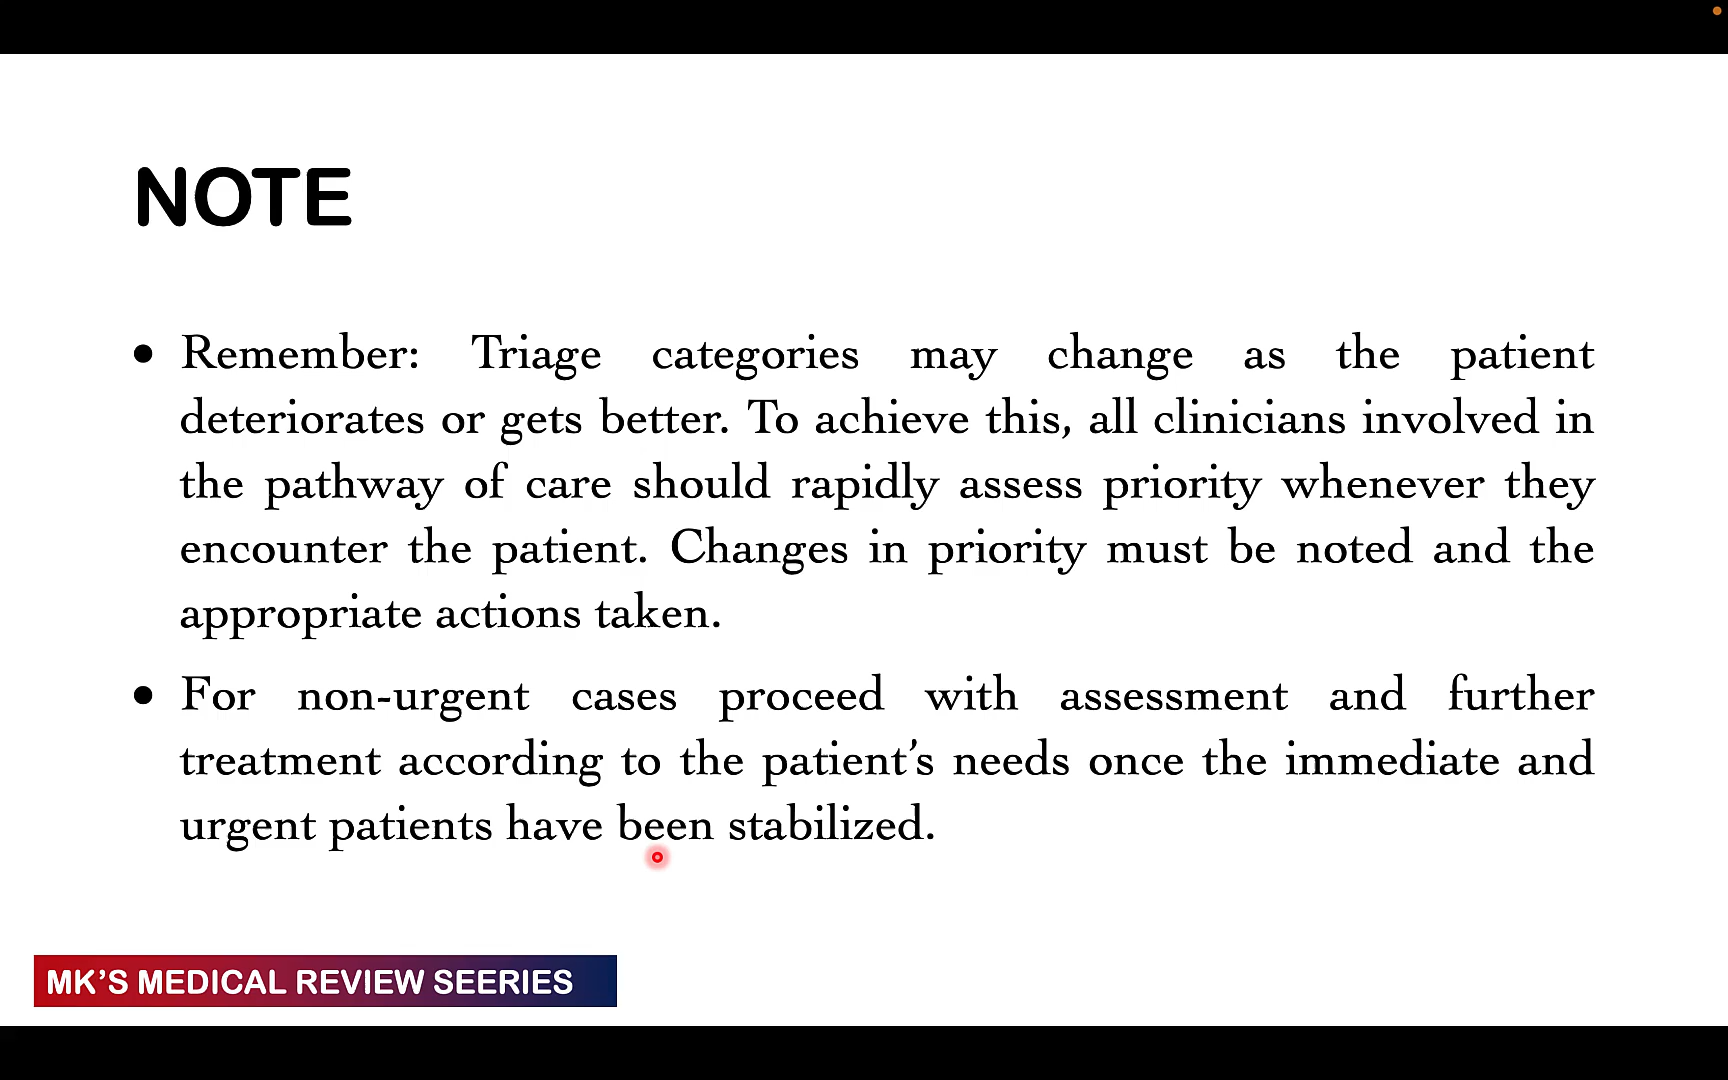 NOTE
• Remember: Triage categories may change as the patient
deteriorates or gets better. To achieve this, all clinicians involved in
the pathway of care should rapidly assess priority whenever they
encounter the patient. Changes in priority must be noted and the
appropriate actions taken.
• For non-urgent cases proceed with assessment and further
treatment according to the patient’s needs once the immediate and
urgent patients have been stabilized.
MK’S MEDICAL REVIEW SEERIES